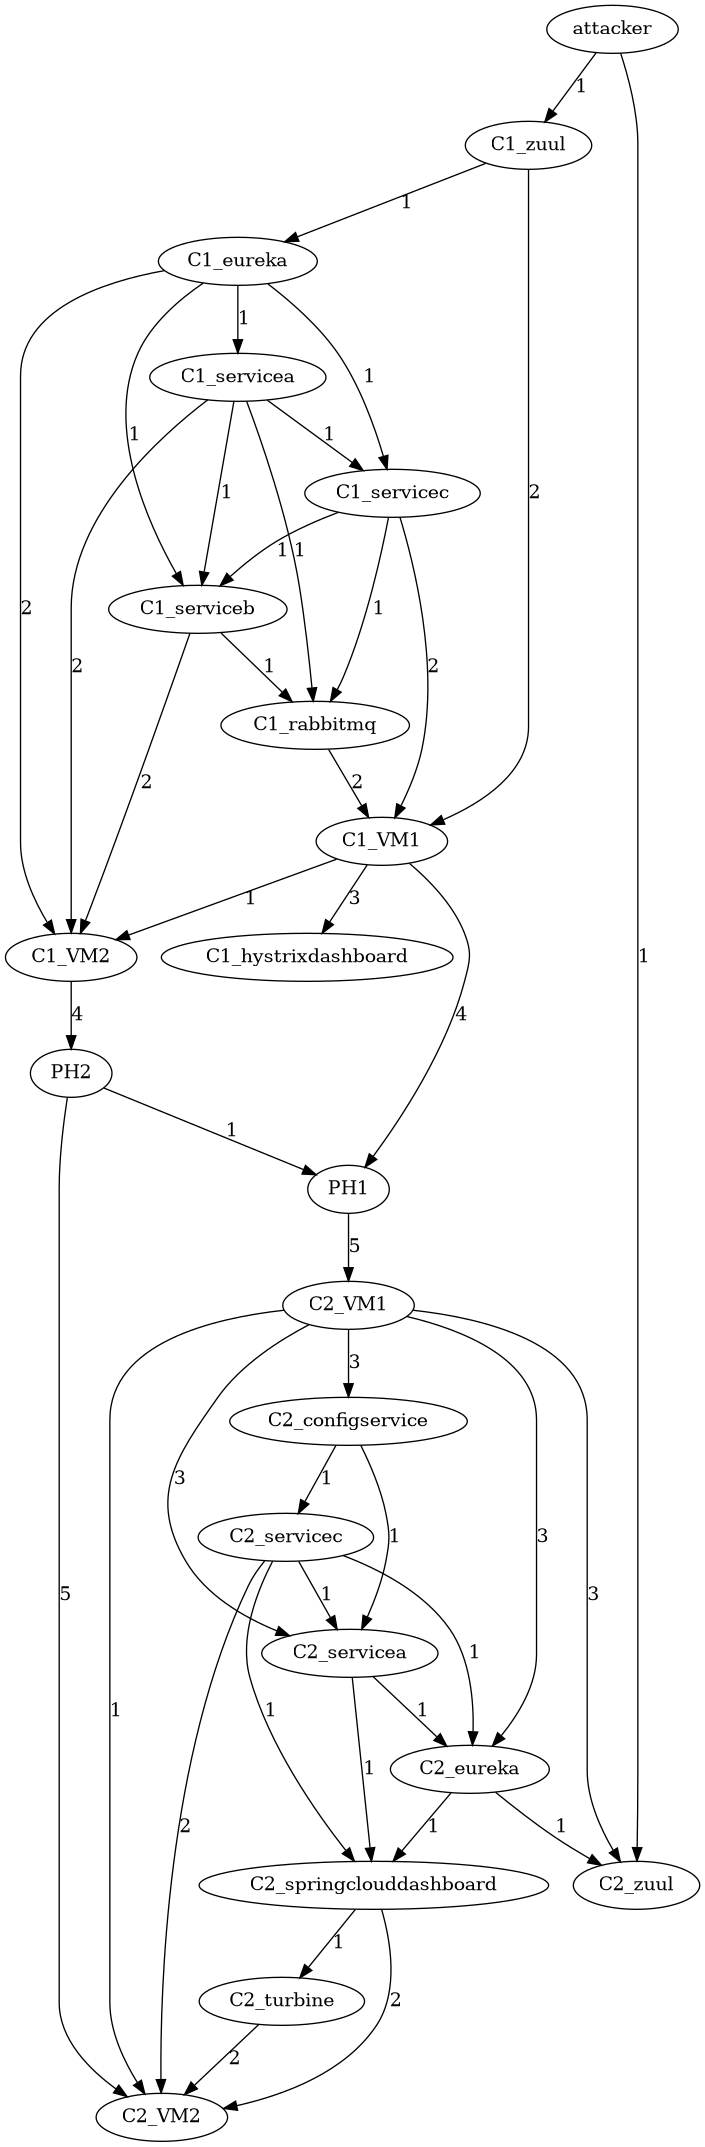 attacker
1
C1_zuul
1
C1_eureka
1
1
C1_servicea
1
1
C1_servicec
2
1
1 1
1
C1_serviceb
2
2
1
2
C1_rabbitmq
2
2
C1_VM1
1
3
1
C1_VM2
C1_hystrixdashboard
4
4
PH2
1
PH1
5
C2_VM1
3
C2_configservice
3
1
C2_servicec
1
3
5
1
3
C2_servicea
1
1
1
1
1
C2_eureka
2
1
1
C2_springclouddashboard
C2_zuul
1
C2_turbine
2
2
C2_VM2